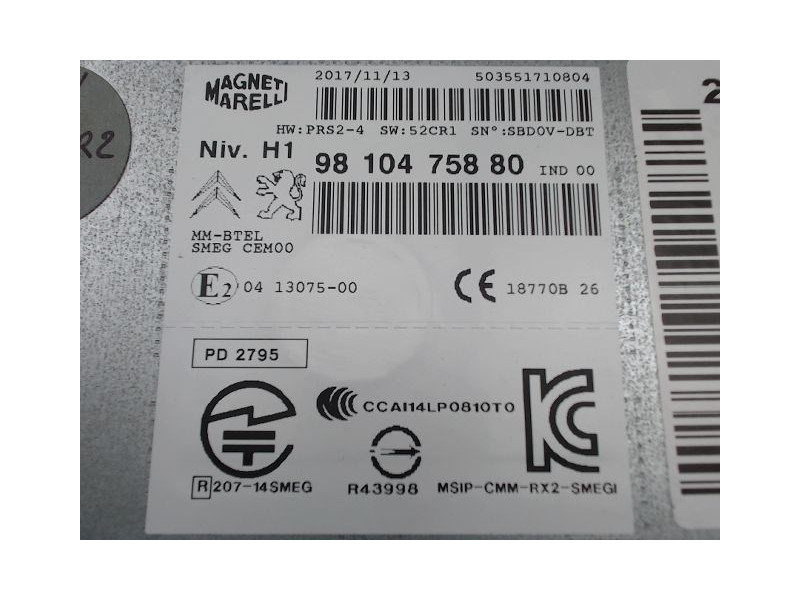 MAGNETI
MARELLI
2017/11/13 503551710804
HW:PRS2-4 SW:52CR1 SN°:SBD0V-DBT
Niv. H1 98 104 758 80 IND 00
MM-BTEL
SMEG CEM00
E2 04 13075-00 CE 18770B 26
PD 2795
CCAI14LP0810T0
R 207-14SMEG R43998 MSIP-CMM-RX2-SMEGI
R2
2